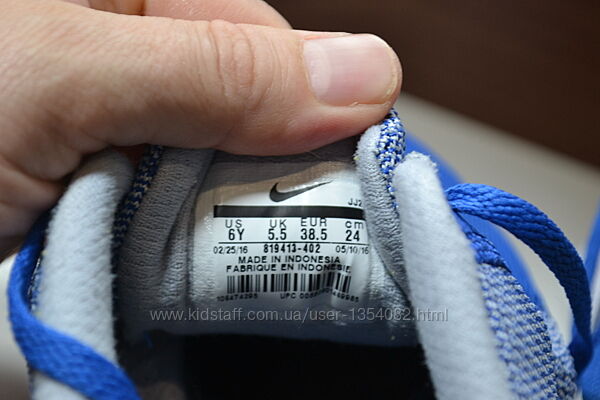 JJ2
US UK EUR cm
6Y 5.5 38.5 24
02/25/16 819413-402 05/10/16
MADE IN INDONESIA
FABRIQUE EN INDONESIE
www.kidstaff.com.ua/user-1354082.html